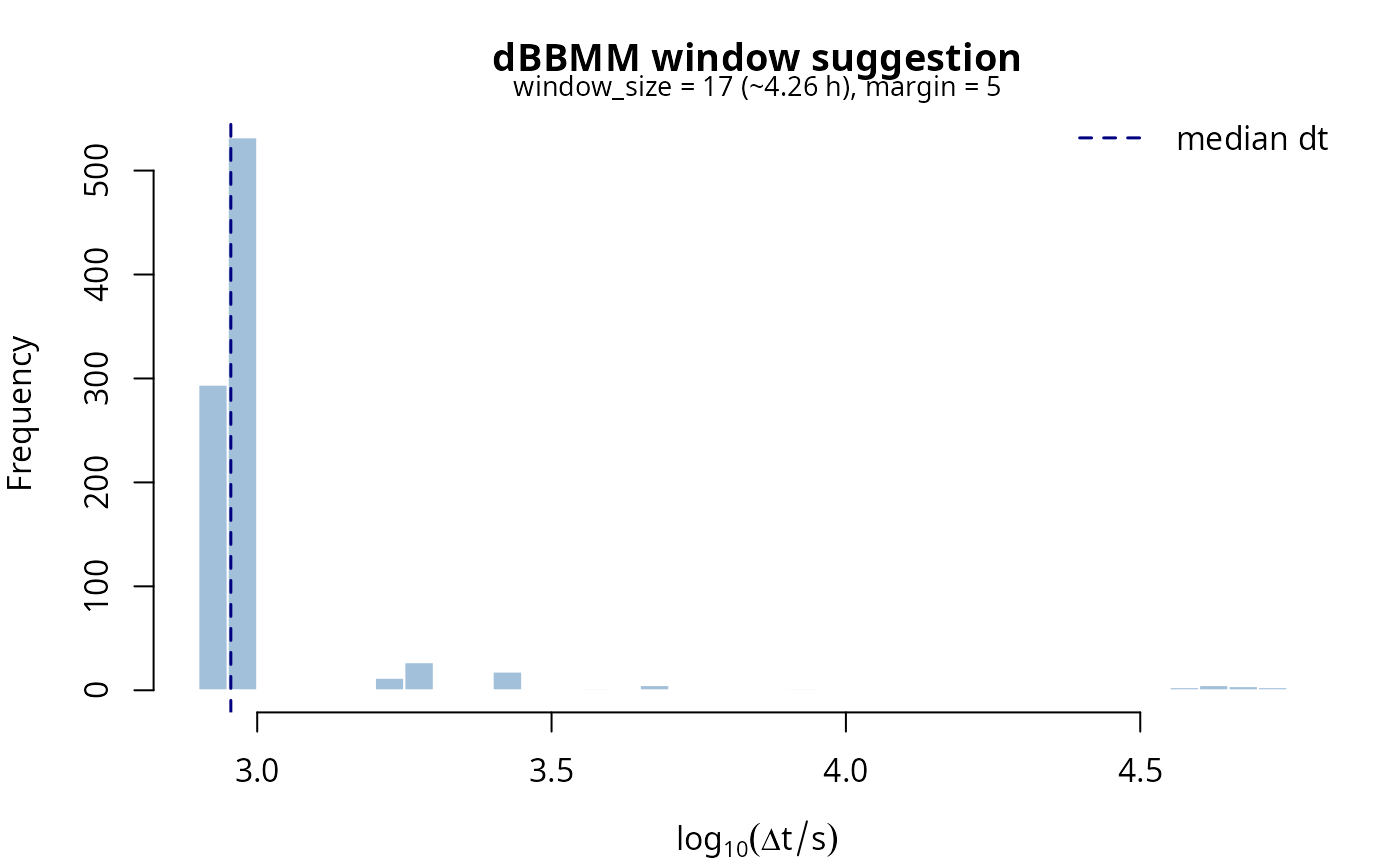 dBBMM window suggestion
window_size = 17 (~4.26 h), margin = 5
median dt
Frequency
500
400
300
200
100
0
3.0 3.5 4.0 4.5
log₁₀(Δt/s)